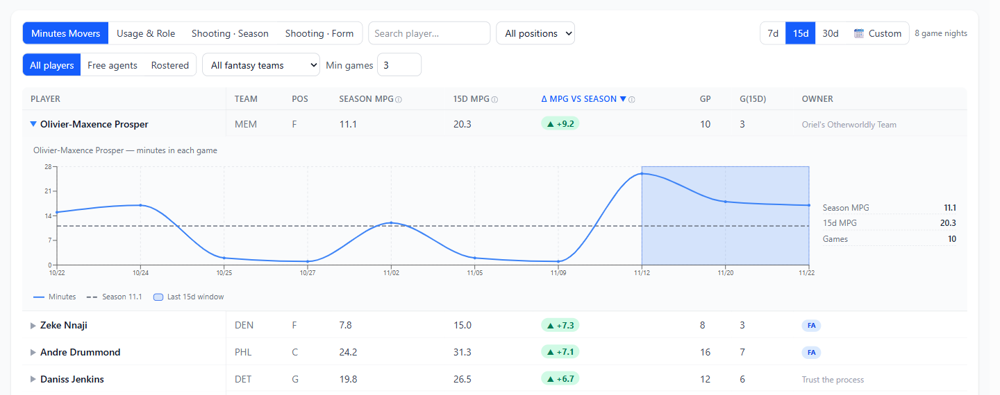 Minutes Movers Usage & Role Shooting · Season Shooting · Form Search player... All positions 7d 15d 30d Custom 8 game nights
All players Free agents Rostered All fantasy teams Min games 3
PLAYER TEAM POS SEASON MPG ⓘ 15D MPG ⓘ Δ MPG VS SEASON ▼ ⓘ GP G(15D) OWNER
▼ Olivier-Maxence Prosper MEM F 11.1 20.3 ▲ +9.2 10 3 Oriel's Otherworldly Team
Olivier-Maxence Prosper — minutes in each game
28
21
14
7
0
10/22 10/24 10/25 10/27 11/02 11/05 11/09 11/12 11/20 11/22
Season MPG 11.1
15d MPG 20.3
Games 10
Minutes Season 11.1 Last 15d window
▶ Zeke Nnaji DEN F 7.8 15.0 ▲ +7.3 8 3 FA
▶ Andre Drummond PHL C 24.2 31.3 ▲ +7.1 16 7 FA
▶ Daniss Jenkins DET G 19.8 26.5 ▲ +6.7 12 6 Trust the process